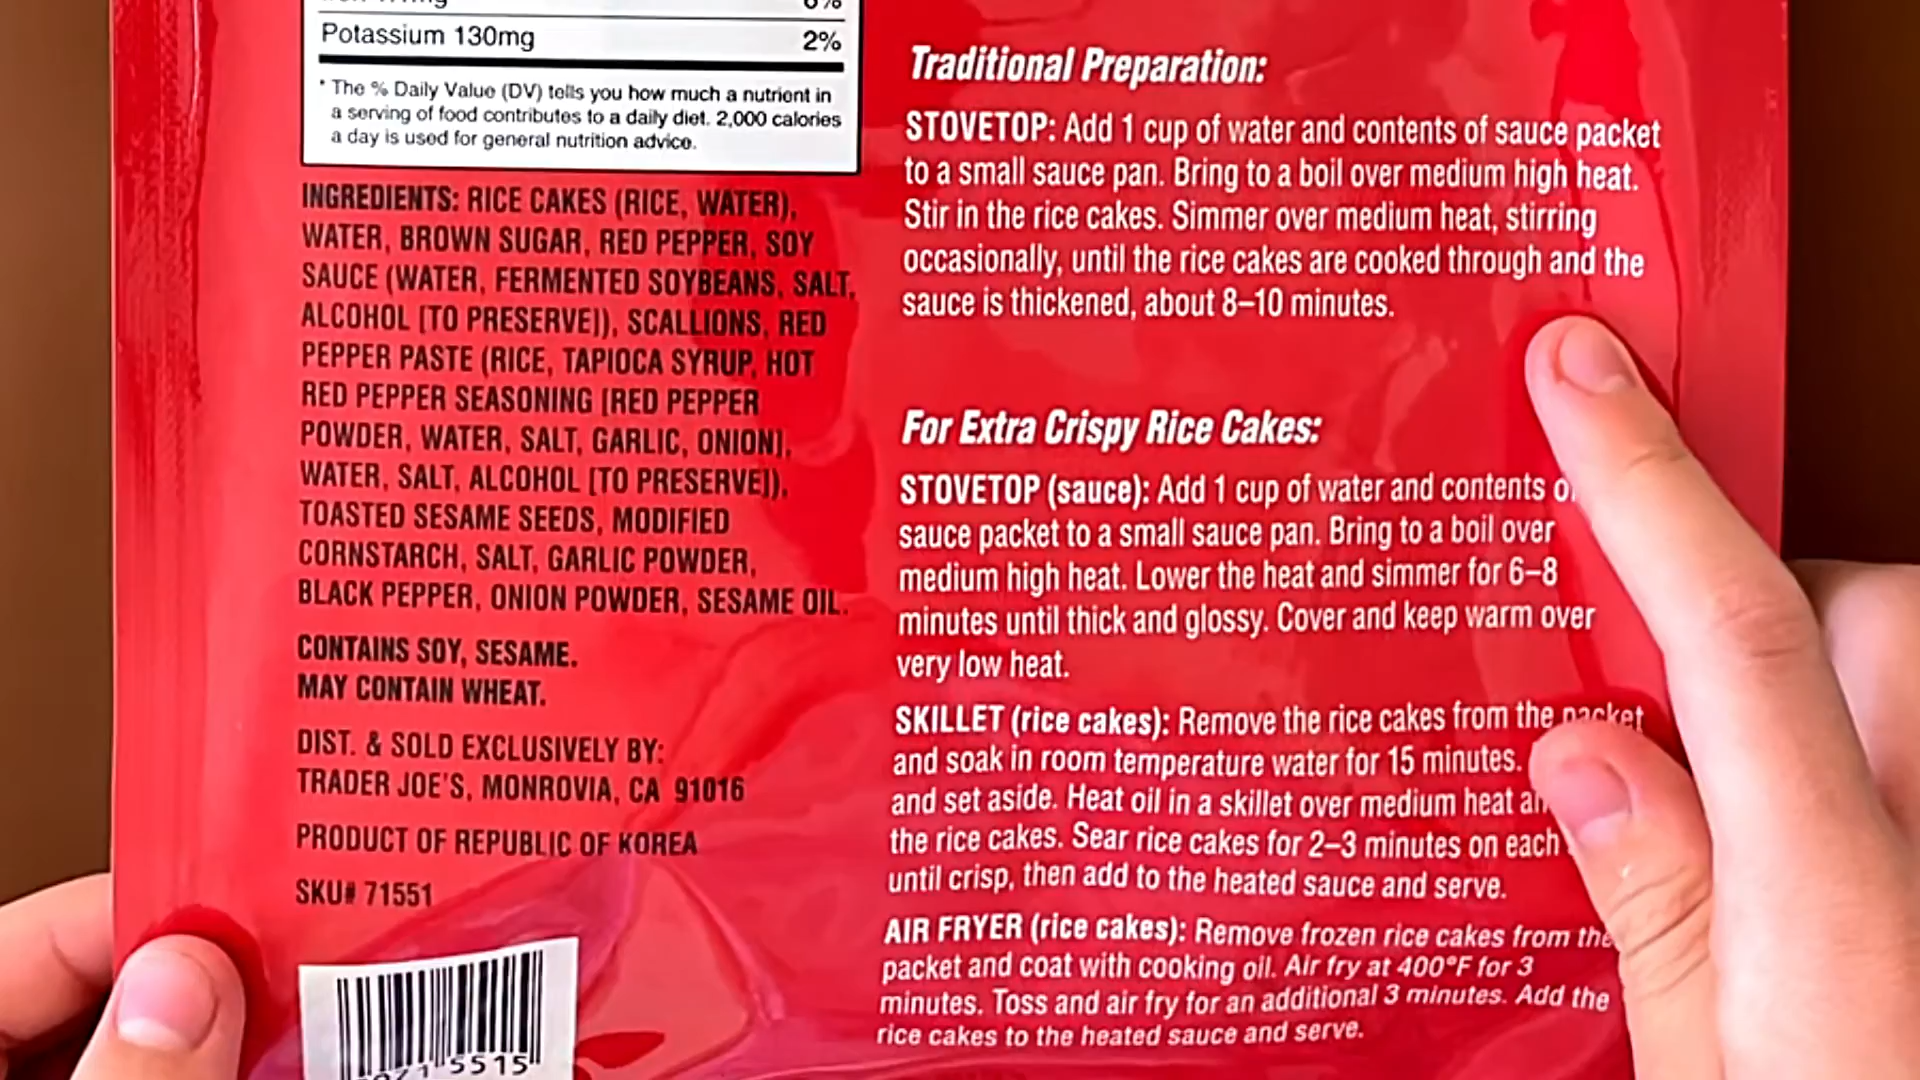 Potassium 130mg 2%
* The % Daily Value (DV) tells you how much a nutrient in
a serving of food contributes to a daily diet. 2,000 calories
a day is used for general nutrition advice.
INGREDIENTS: RICE CAKES (RICE, WATER),
WATER, BROWN SUGAR, RED PEPPER, SOY
SAUCE (WATER, FERMENTED SOYBEANS, SALT,
ALCOHOL [TO PRESERVE]), SCALLIONS, RED
PEPPER PASTE (RICE, TAPIOCA SYRUP, HOT
RED PEPPER SEASONING [RED PEPPER
POWDER, WATER, SALT, GARLIC, ONION],
WATER, SALT, ALCOHOL [TO PRESERVE]),
TOASTED SESAME SEEDS, MODIFIED
CORNSTARCH, SALT, GARLIC POWDER,
BLACK PEPPER, ONION POWDER, SESAME OIL.
CONTAINS SOY, SESAME.
MAY CONTAIN WHEAT.
DIST. & SOLD EXCLUSIVELY BY:
TRADER JOE'S, MONROVIA, CA 91016
PRODUCT OF REPUBLIC OF KOREA
SKU# 71551
5515
Traditional Preparation:
STOVETOP: Add 1 cup of water and contents of sauce packet
to a small sauce pan. Bring to a boil over medium high heat.
Stir in the rice cakes. Simmer over medium heat, stirring
occasionally, until the rice cakes are cooked through and the
sauce is thickened, about 8–10 minutes.
For Extra Crispy Rice Cakes:
STOVETOP (sauce): Add 1 cup of water and contents
sauce packet to a small sauce pan. Bring to a boil over
medium high heat. Lower the heat and simmer for 6–8
minutes until thick and glossy. Cover and keep warm over
very low heat.
SKILLET (rice cakes): Remove the rice cakes from the packet
and soak in room temperature water for 15 minutes.
and set aside. Heat oil in a skillet over medium heat
the rice cakes. Sear rice cakes for 2–3 minutes on each
until crisp, then add to the heated sauce and serve.
AIR FRYER (rice cakes): Remove frozen rice cakes from the
packet and coat with cooking oil. Air fry at 400°F for 3
minutes. Toss and air fry for an additional 3 minutes. Add the
rice cakes to the heated sauce and serve.